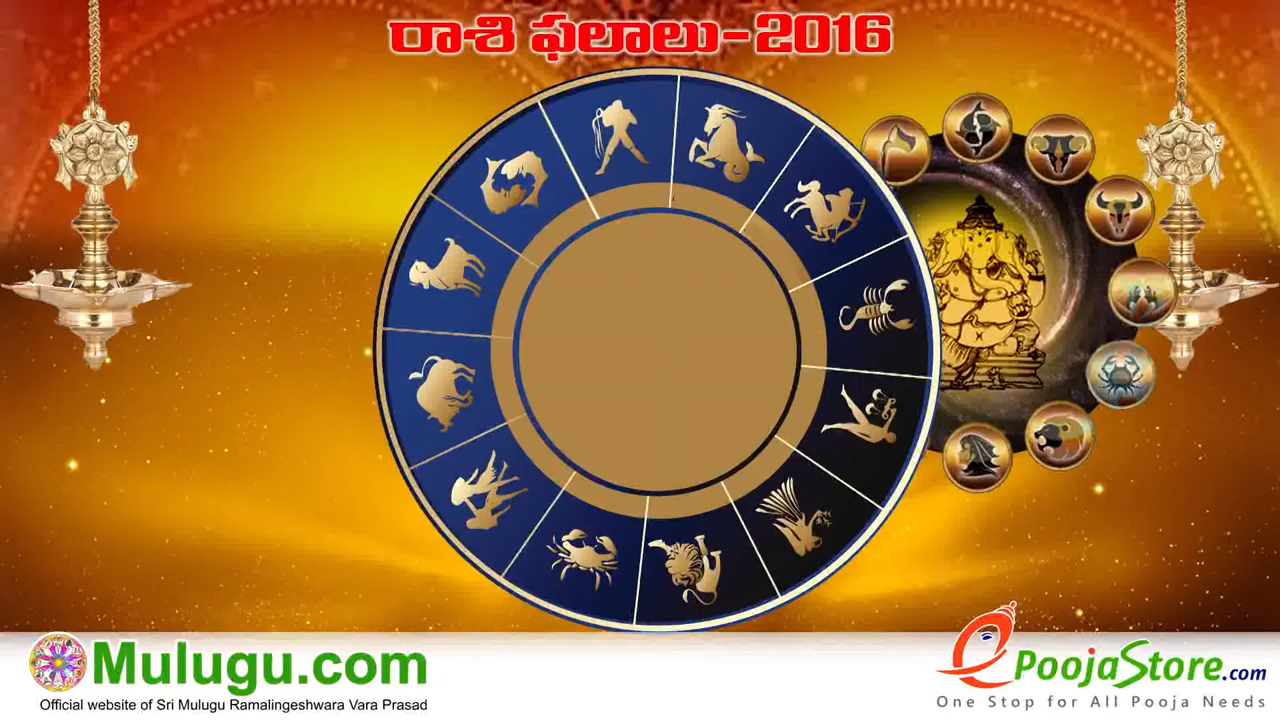 రాశి ఫలాలు-2016
Mulugu.com
Official website of Sri Mulugu Ramalingeshwara Vara Prasad
ePoojaStore.com
One Stop for All Pooja Needs